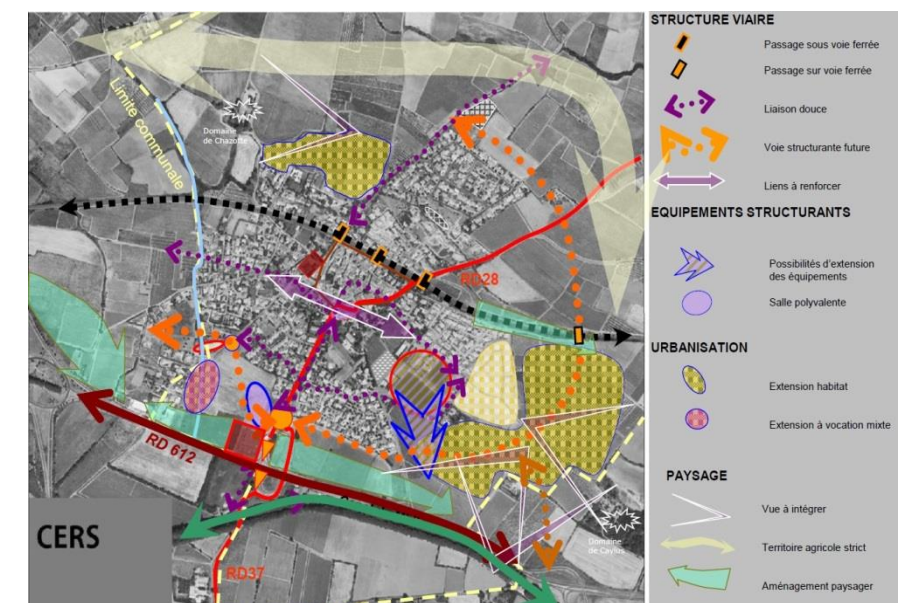 Limite communale
Domaine
de Chazotte
RD28
RD 612
CERS
RD37
Domaine
de Caylus
STRUCTURE VIAIRE
Passage sous voie ferrée
Passage sur voie ferrée
Liaison douce
Voie structurante future
Liens à renforcer
EQUIPEMENTS STRUCTURANTS
Possibilités d'extension
des équipements
Salle polyvalente
URBANISATION
Extension habitat
Extension à vocation mixte
PAYSAGE
Vue à intégrer
Territoire agricole strict
Aménagement paysager